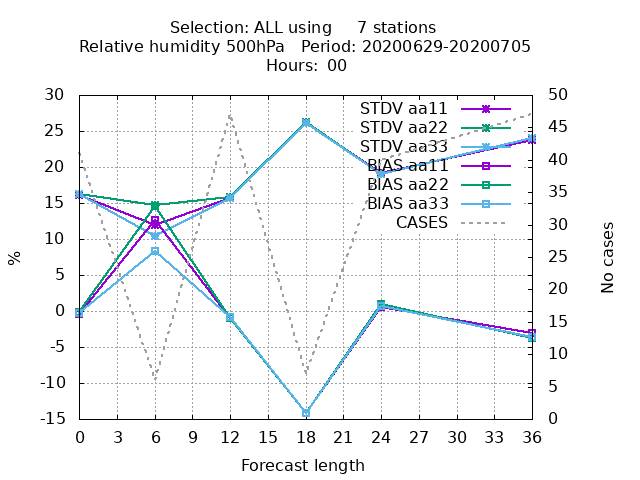 Selection: ALL using     7 stations
Relative humidity 500hPa   Period: 20200629-20200705
Hours: 00
30
25
20
15
10
5
0
-5
-10
-15
%
STDV aa11
STDV aa22
STDV aa33
BIAS aa11
BIAS aa22
BIAS aa33
CASES
50
45
40
35
30
25
20
15
10
5
0
No cases
0 3 6 9 12 15 18 21 24 27 30 33 36
Forecast length